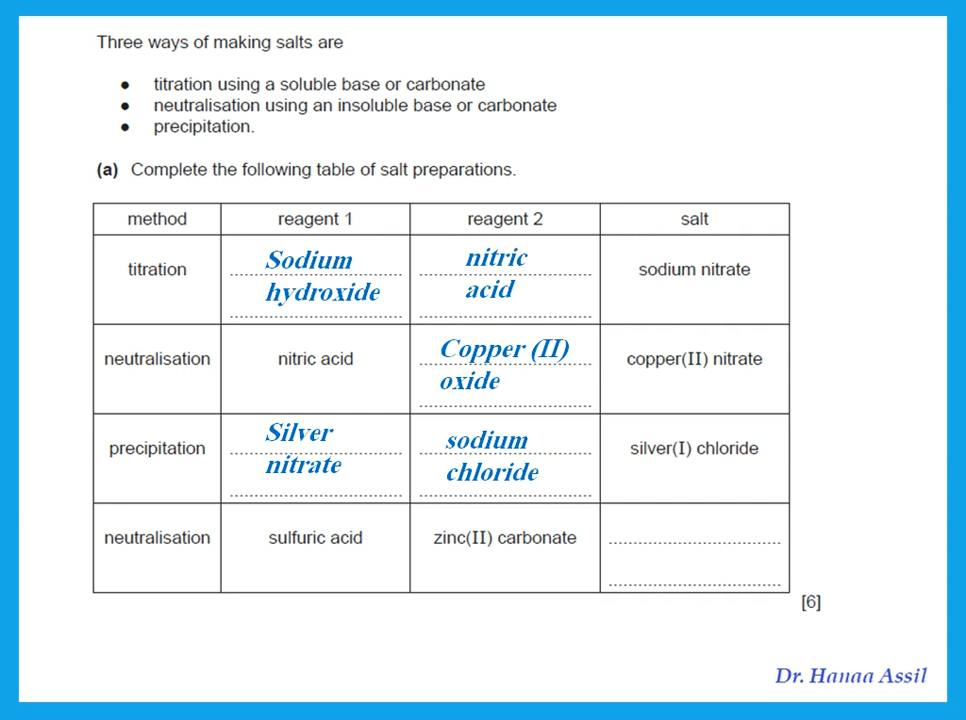 Three ways of making salts are
● titration using a soluble base or carbonate
● neutralisation using an insoluble base or carbonate
● precipitation.
(a) Complete the following table of salt preparations.
method reagent 1 reagent 2 salt
titration Sodium hydroxide nitric acid sodium nitrate
neutralisation nitric acid Copper (II) oxide copper(II) nitrate
precipitation Silver nitrate sodium chloride silver(I) chloride
neutralisation sulfuric acid zinc(II) carbonate
[6]
Dr. Hanaa Assil